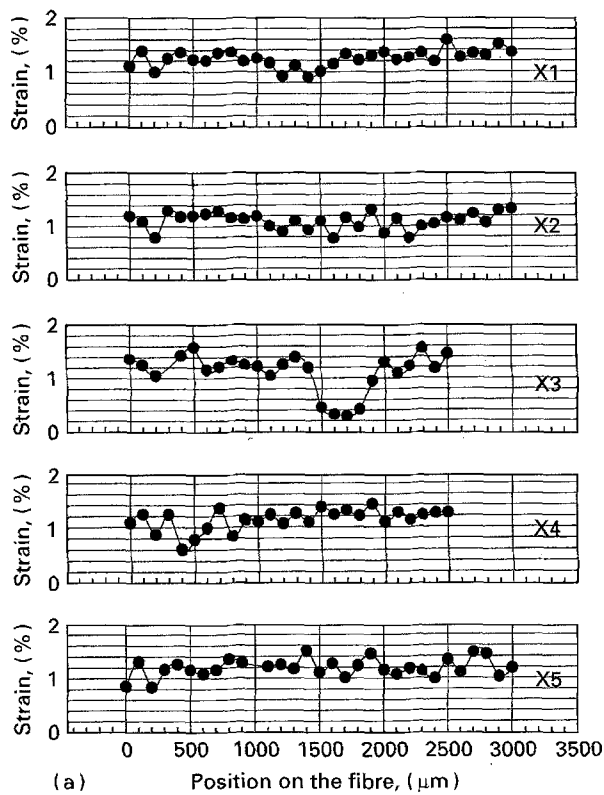 2
Strain, (%)
1
X1
0
2
Strain, (%)
1
X2
0
2
Strain, (%)
1
X3
0
2
Strain, (%)
1
X4
0
2
Strain, (%)
1
X5
0
0 500 1000 1500 2000 2500 3000 3500
(a) Position on the fibre, (μm)